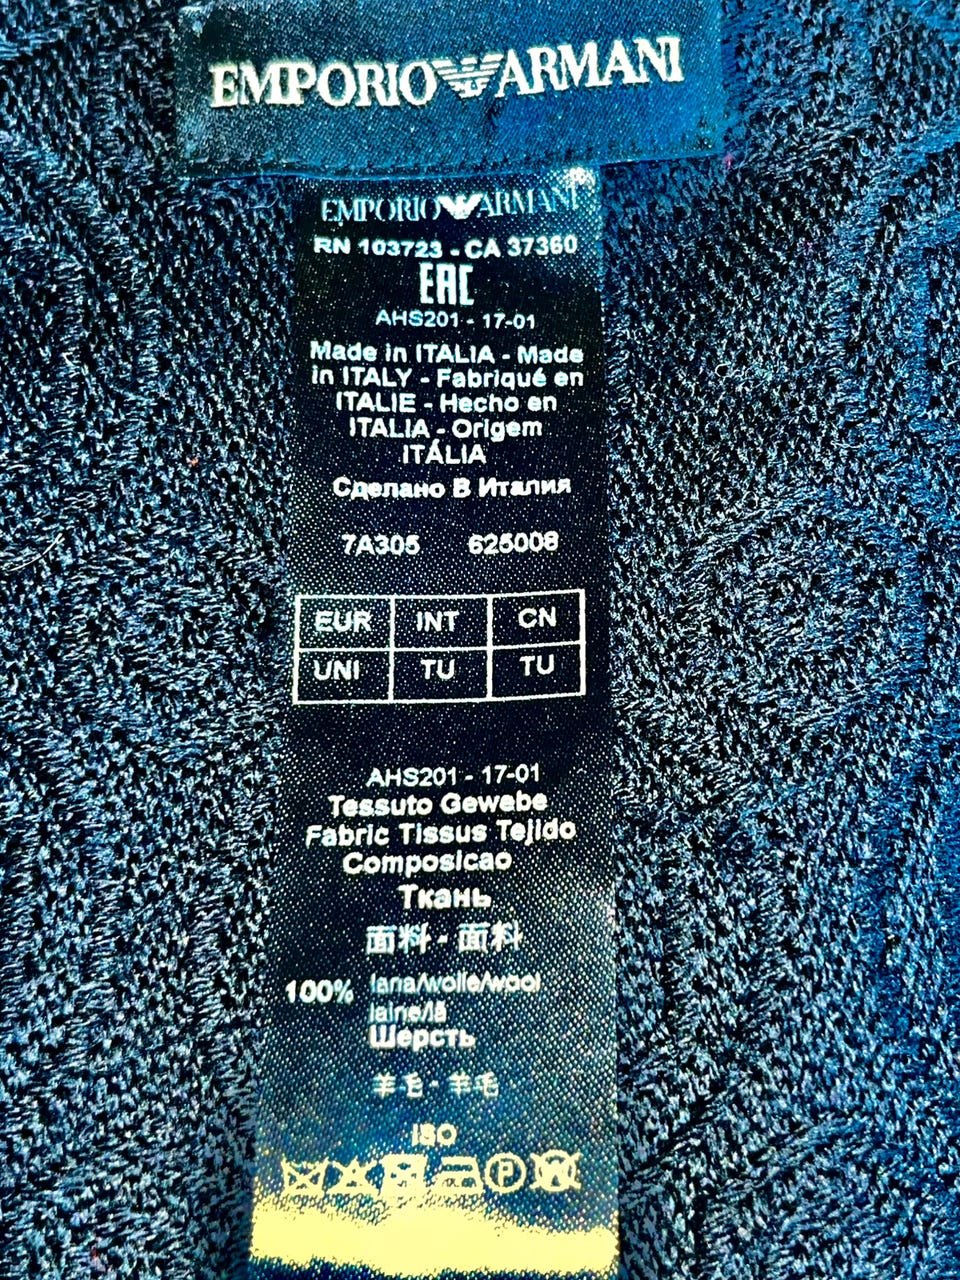 EMPORIO ARMANI
EMPORIO ARMANI
RN 103723 - CA 37360
EAC
AHS201 - 17-01
Made in ITALIA - Made
in ITALY - Fabriqué en
ITALIE - Hecho en
ITALIA - Origem
ITÁLIA
Сделано В Италия
7A305 625008
EUR INT CN
UNI TU TU
AHS201 - 17-01
Tessuto Gewebe
Fabric Tissus Tejido
Composicao
Ткань
面料 - 面料
100% lana/wolle/wool
laine/lã
Шерсть
羊毛 - 羊毛
ISO
P W